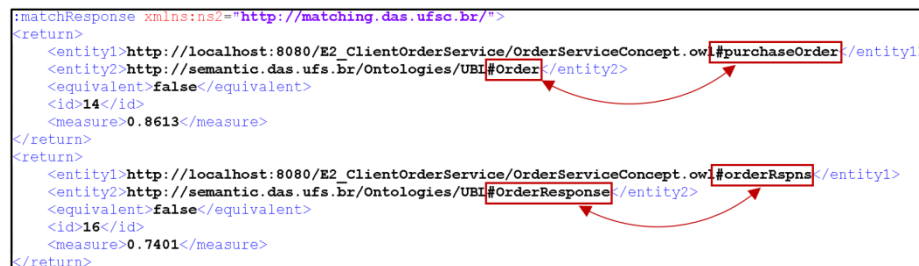 :matchResponse xmlns:ns2="http://matching.das.ufsc.br/">
<return>
<entity1>http://localhost:8080/E2_ClientOrderService/OrderServiceConcept.owl#purchaseOrder</entity1>
<entity2>http://semantic.das.ufs.br/Ontologies/UBL#Order</entity2>
<equivalent>false</equivalent>
<id>14</id>
<measure>0.8613</measure>
</return>
<return>
<entity1>http://localhost:8080/E2_ClientOrderService/OrderServiceConcept.owl#orderRspns</entity1>
<entity2>http://semantic.das.ufs.br/Ontologies/UBL#OrderResponse</entity2>
<equivalent>false</equivalent>
<id>16</id>
<measure>0.7401</measure>
</return>